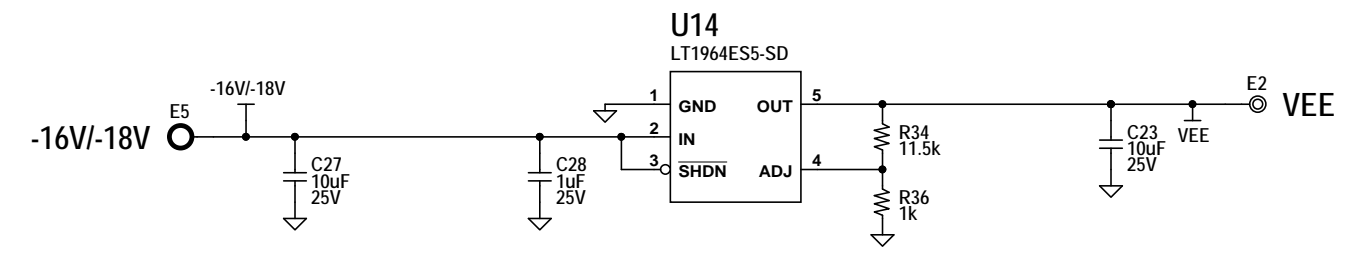 U14
LT1964ES5-SD
-16V/-18V
E5
-16V/-18V
1
GND
OUT
5
2
IN
3
SHDN
ADJ
4
C27
10uF
25V
C28
1uF
25V
R34
11.5k
R36
1k
C23
10uF
25V
VEE
E2
VEE